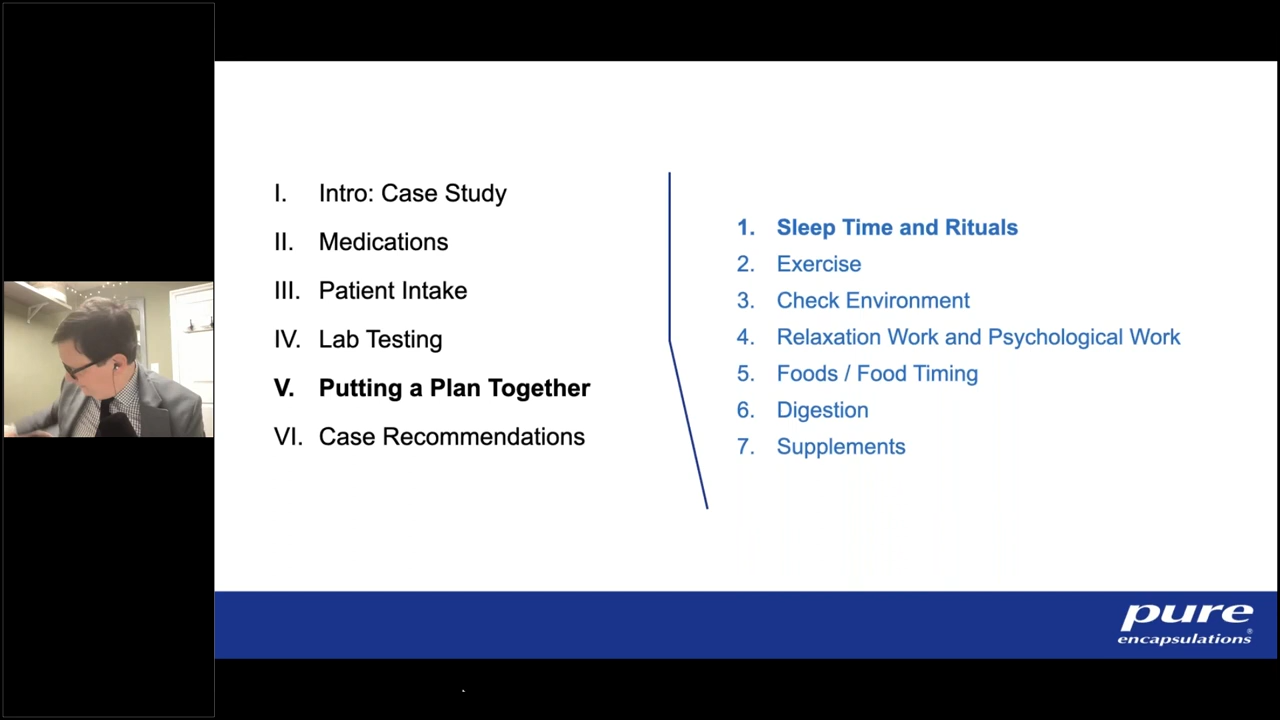 I. Intro: Case Study
II. Medications
III. Patient Intake
IV. Lab Testing
V. Putting a Plan Together
VI. Case Recommendations
1. Sleep Time and Rituals
2. Exercise
3. Check Environment
4. Relaxation Work and Psychological Work
5. Foods / Food Timing
6. Digestion
7. Supplements
pure
encapsulations®